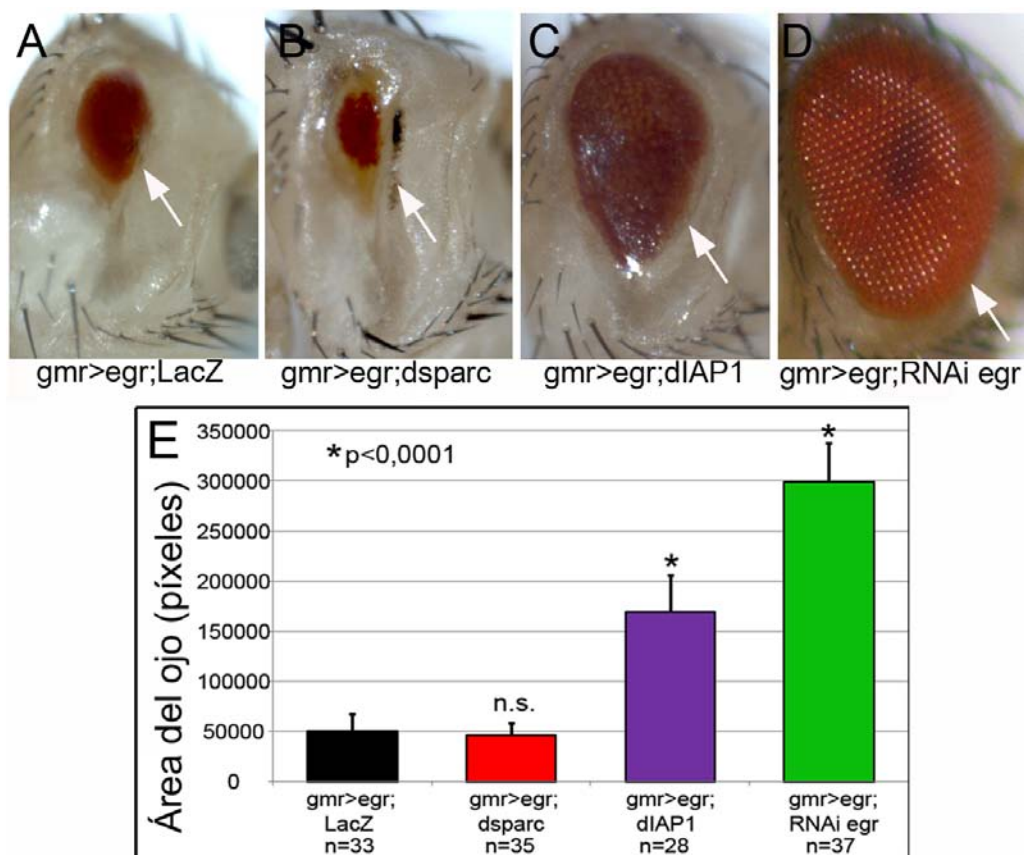 A
B
C
D
gmr>egr;LacZ
gmr>egr;dsparc
gmr>egr;dIAP1
gmr>egr;RNAi egr
E
Área del ojo (píxeles)
350000
300000
250000
200000
150000
100000
50000
0
*p<0,0001
n.s.
*
*
gmr>egr;
LacZ
n=33
gmr>egr;
dsparc
n=35
gmr>egr;
dIAP1
n=28
gmr>egr;
RNAi egr
n=37